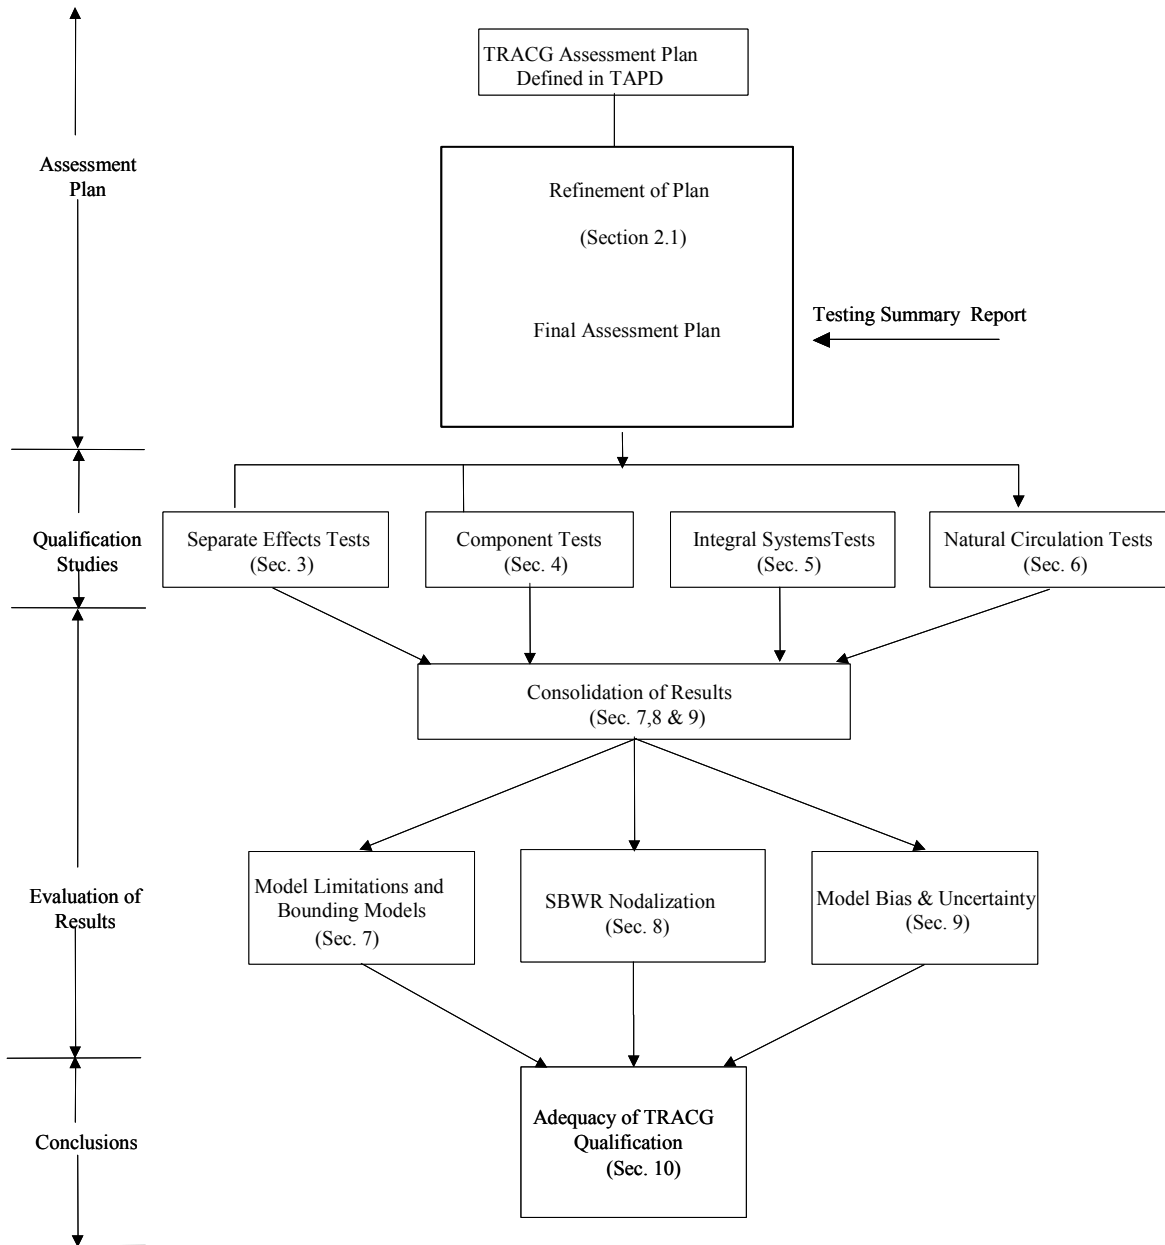 TRACG Assessment Plan
Defined in TAPD
Assessment
Plan
Refinement of Plan
(Section 2.1)
Final Assessment Plan
Testing Summary Report
Qualification
Studies
Separate Effects Tests
(Sec. 3)
Component Tests
(Sec. 4)
Integral SystemsTests
(Sec. 5)
Natural Circulation Tests
(Sec. 6)
Consolidation of Results
(Sec. 7,8 & 9)
Evaluation of
Results
Model Limitations and
Bounding Models
(Sec. 7)
SBWR Nodalization
(Sec. 8)
Model Bias & Uncertainty
(Sec. 9)
Conclusions
Adequacy of TRACG
Qualification
(Sec. 10)